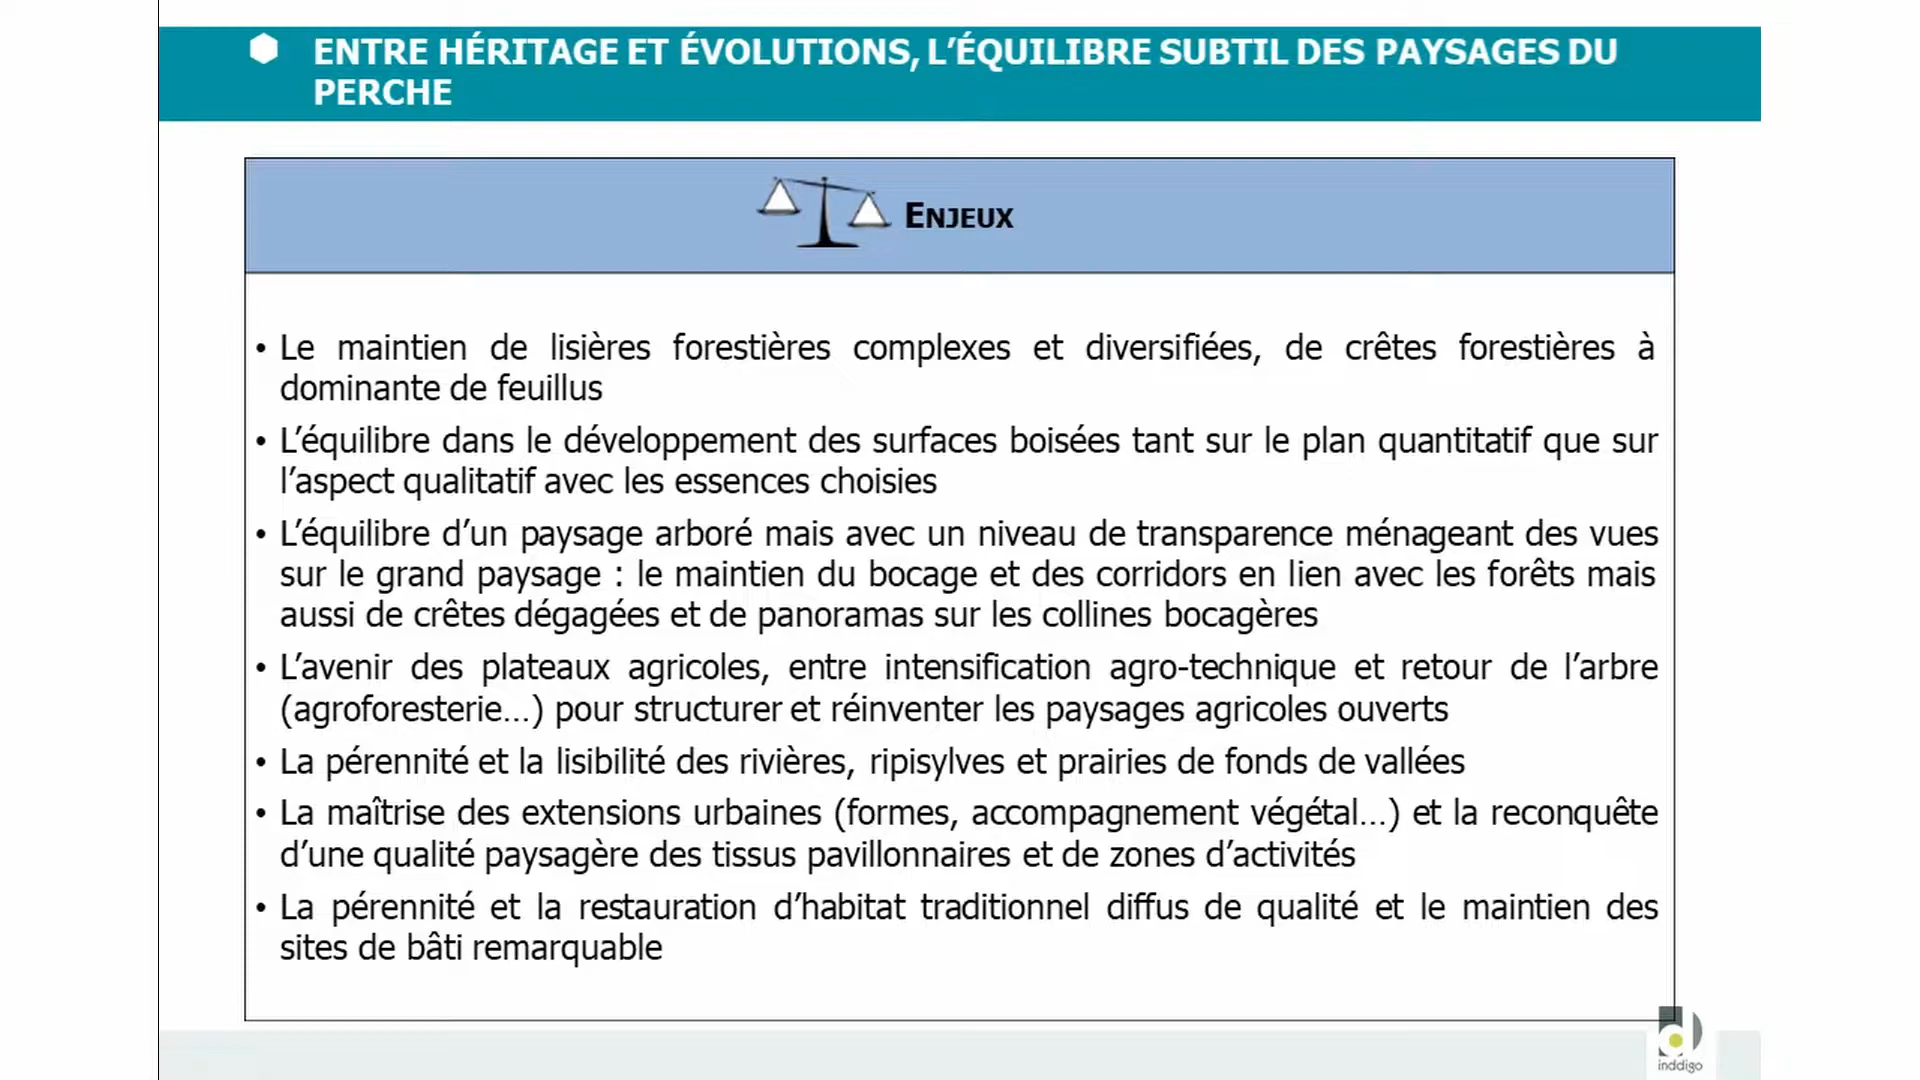 ENTRE HÉRITAGE ET ÉVOLUTIONS, L’ÉQUILIBRE SUBTIL DES PAYSAGES DU
PERCHE
ENJEUX
• Le maintien de lisières forestières complexes et diversifiées, de crêtes forestières à
dominante de feuillus
• L’équilibre dans le développement des surfaces boisées tant sur le plan quantitatif que sur
l’aspect qualitatif avec les essences choisies
• L’équilibre d’un paysage arboré mais avec un niveau de transparence ménageant des vues
sur le grand paysage : le maintien du bocage et des corridors en lien avec les forêts mais
aussi de crêtes dégagées et de panoramas sur les collines bocagères
• L’avenir des plateaux agricoles, entre intensification agro-technique et retour de l’arbre
(agroforesterie…) pour structurer et réinventer les paysages agricoles ouverts
• La pérennité et la lisibilité des rivières, ripisylves et prairies de fonds de vallées
• La maîtrise des extensions urbaines (formes, accompagnement végétal…) et la reconquête
d’une qualité paysagère des tissus pavillonnaires et de zones d’activités
• La pérennité et la restauration d’habitat traditionnel diffus de qualité et le maintien des
sites de bâti remarquable
inddigo